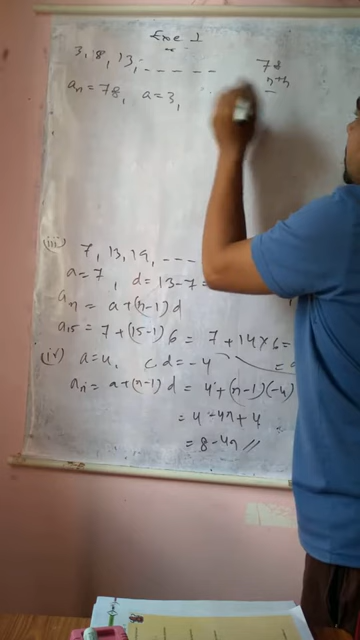 Exe 1
3, 8, 13, - - - - -
78
nth
aₙ = 78, a = 3,
(iii) 7, 13, 19, - - -
a = 7, d = 13 - 7 =
aₙ = a + (n-1) d
a₁₅ = 7 + (15-1) 6 = 7 + 14 × 6 =
(iv) a = 4, c.d = -4
aₙ = a + (n-1) d = 4 + (n-1) (-4)
= 4 - 4n + 4
= 8 - 4n //